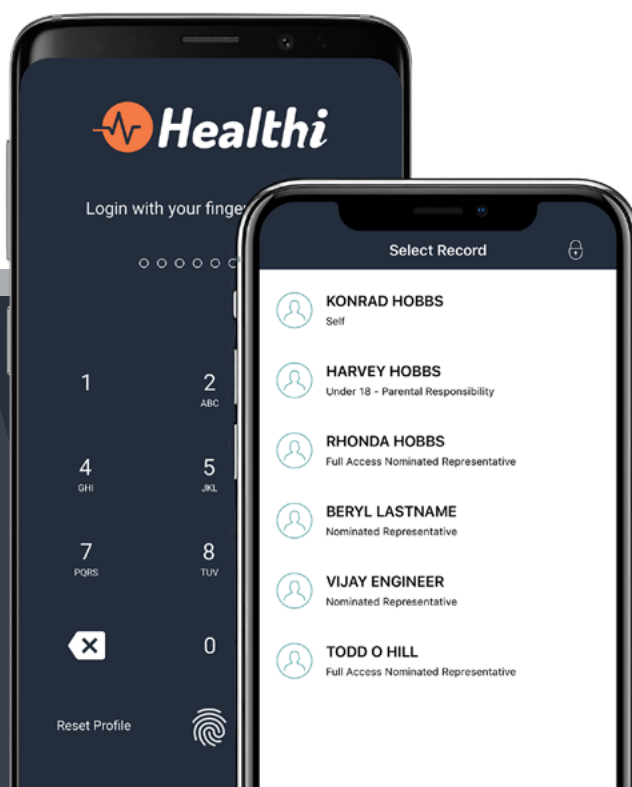 Healthi
Login with your finge
1
2
ABC
4
GHI
5
JKL
7
PQRS
8
TUV
0
Reset Profile
Select Record
KONRAD HOBBS
Self
HARVEY HOBBS
Under 18 - Parental Responsibility
RHONDA HOBBS
Full Access Nominated Representative
BERYL LASTNAME
Nominated Representative
VIJAY ENGINEER
Nominated Representative
TODD O HILL
Full Access Nominated Representative